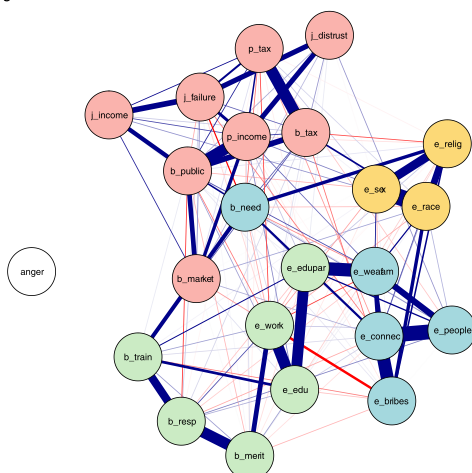 j_distrust
p_tax
j_failure
j_income
p_income
b_tax
e_relig
b_public
e_sex
e_race
b_need
anger
b_market
e_edupar
e_people
e_work
e_connec
b_train
e_edu
e_bribes
b_resp
b_merit